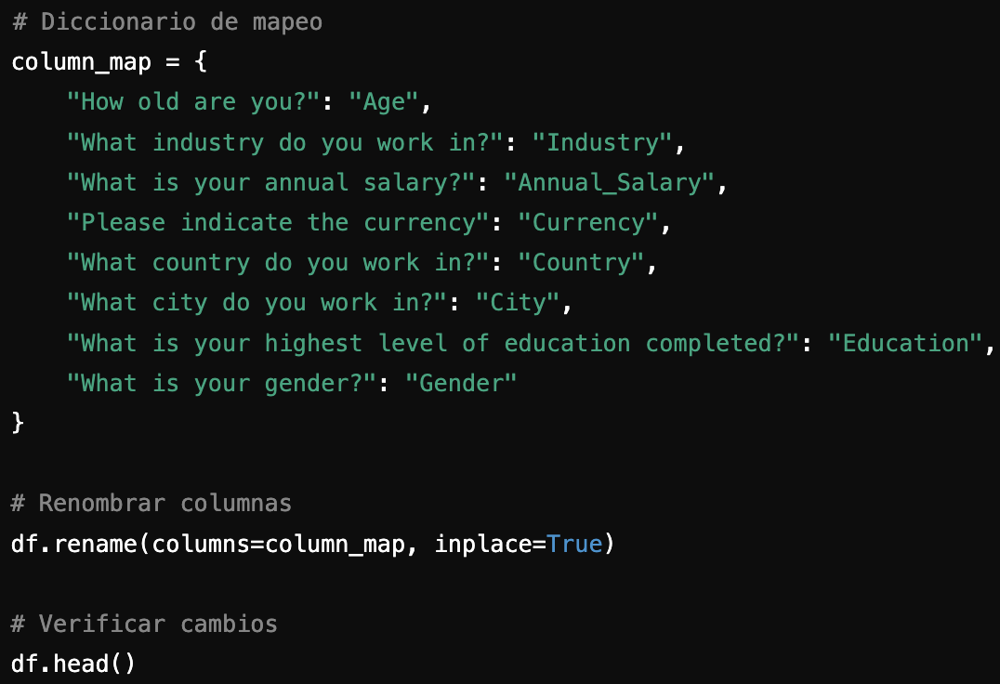 # Diccionario de mapeo
column_map = {
    "How old are you?": "Age",
    "What industry do you work in?": "Industry",
    "What is your annual salary?": "Annual_Salary",
    "Please indicate the currency": "Currency",
    "What country do you work in?": "Country",
    "What city do you work in?": "City",
    "What is your highest level of education completed?": "Education",
    "What is your gender?": "Gender"
}
# Renombrar columnas
df.rename(columns=column_map, inplace=True)
# Verificar cambios
df.head()